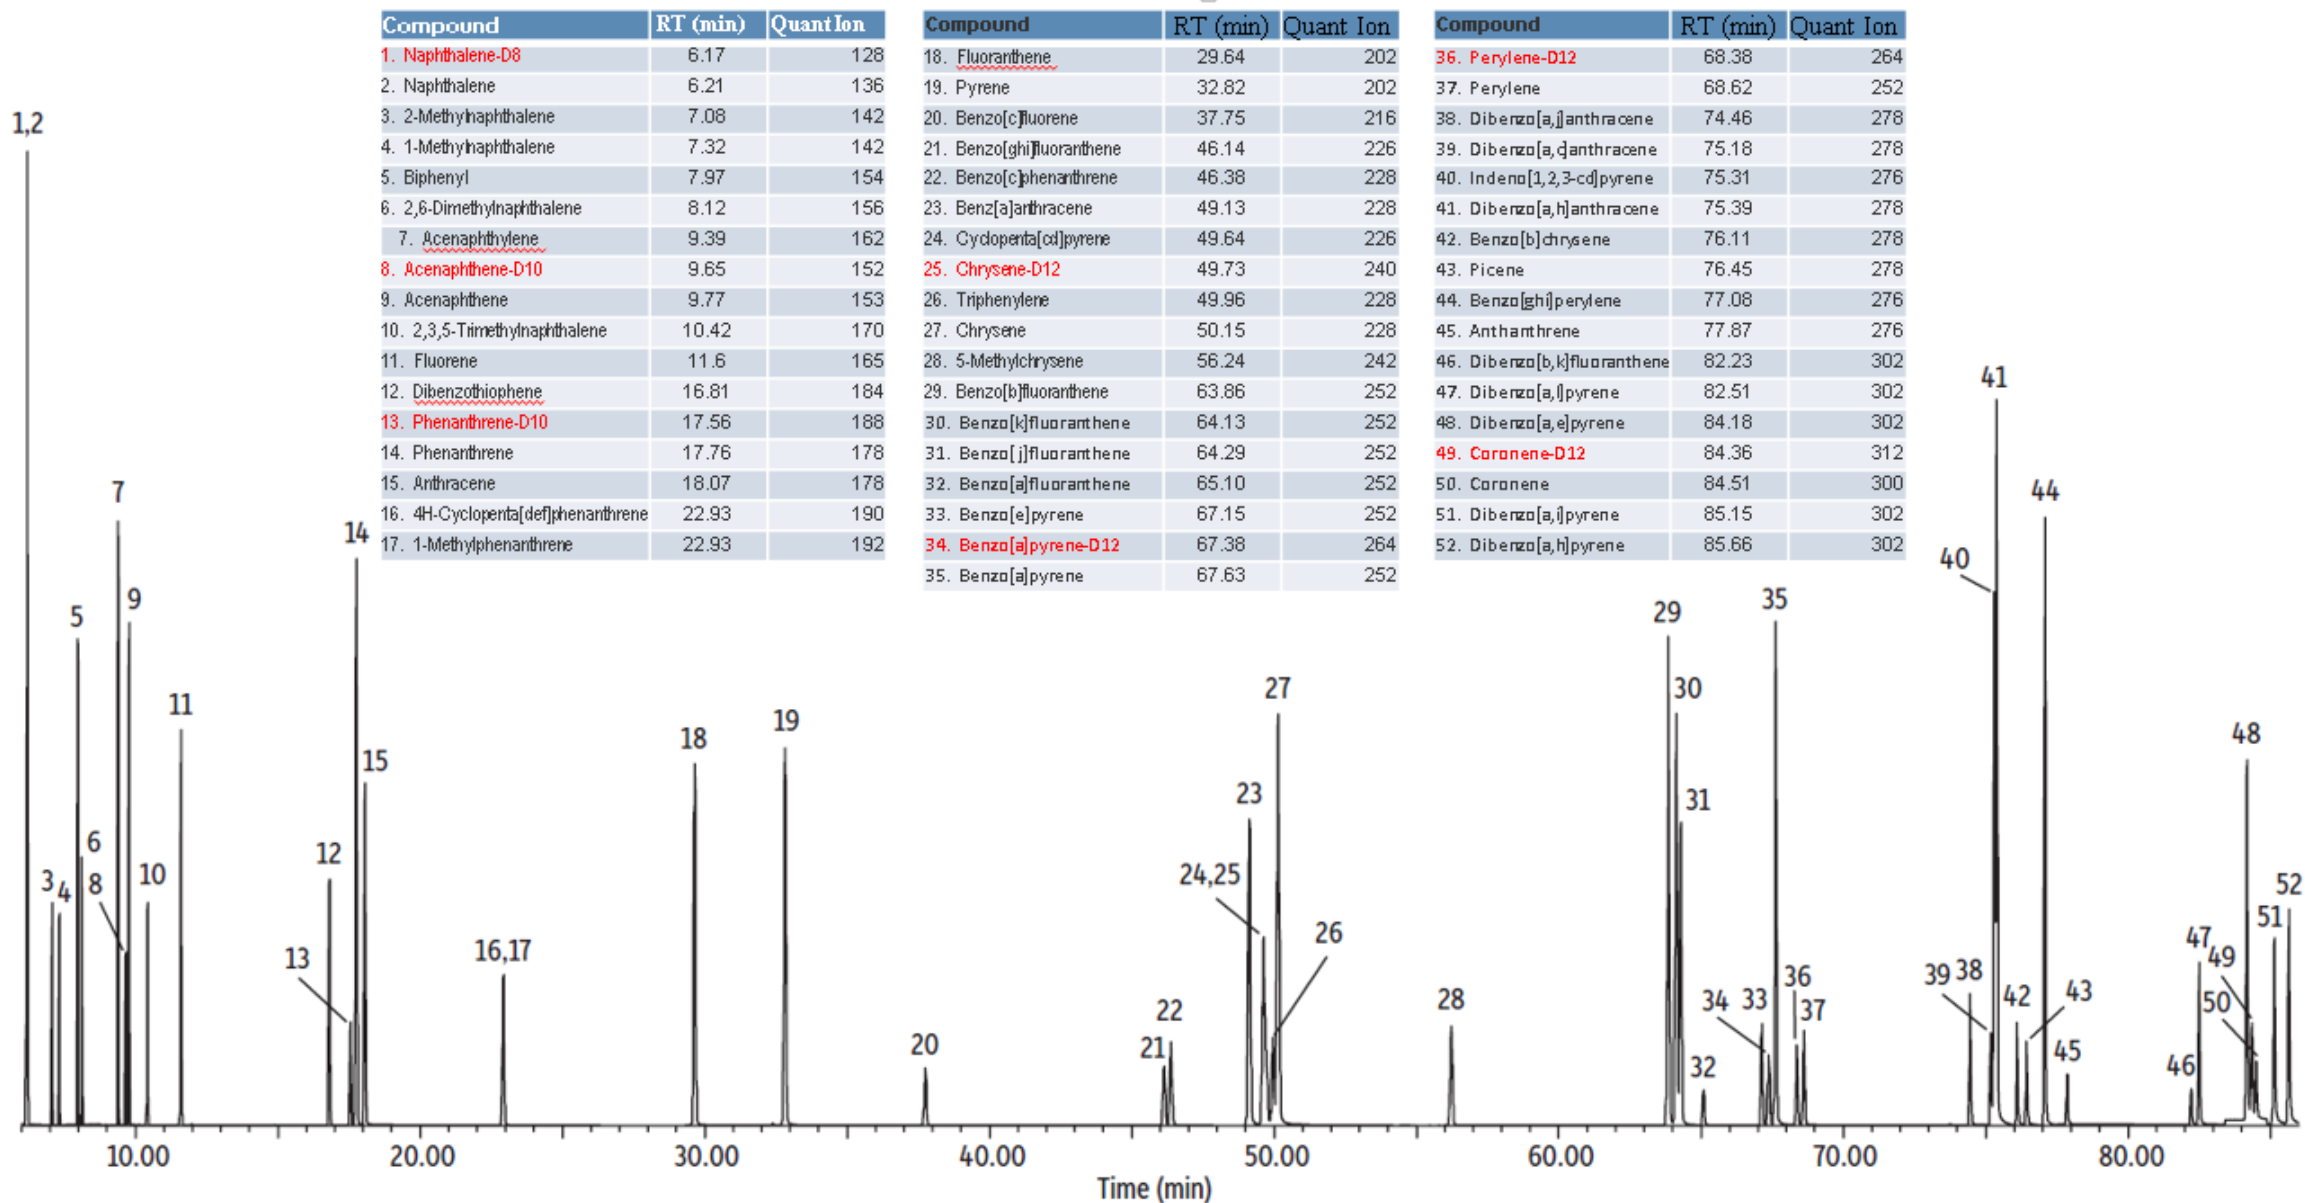 Compound RT (min) Quant Ion
1. Naphthalene-D8 6.17 128
2. Naphthalene 6.21 136
3. 2-Methylnaphthalene 7.08 142
4. 1-Methylnaphthalene 7.32 142
5. Biphenyl 7.97 154
6. 2,6-Dimethylnaphthalene 8.12 156
7. Acenaphthylene 9.39 162
8. Acenaphthene-D10 9.65 152
9. Acenaphthene 9.77 153
10. 2,3,5-Trimethylnaphthalene 10.42 170
11. Fluorene 11.6 165
12. Dibenzothiophene 16.81 184
13. Phenanthrene-D10 17.56 188
14. Phenanthrene 17.76 178
15. Anthracene 18.07 178
16. 4H-Cyclopenta[def]phenanthrene 22.93 190
17. 1-Methylphenanthrene 22.93 192
Compound RT (min) Quant Ion
18. Fluoranthene 29.64 202
19. Pyrene 32.82 202
20. Benzo[c]fluorene 37.75 216
21. Benzo[ghi]fluoranthene 46.14 226
22. Benzo[c]phenanthrene 46.38 228
23. Benz[a]anthracene 49.13 228
24. Cyclopenta[cd]pyrene 49.64 226
25. Chrysene-D12 49.73 240
26. Triphenylene 49.96 228
27. Chrysene 50.15 228
28. 5-Methylchrysene 56.24 242
29. Benzo[b]fluoranthene 63.86 252
30. Benzo[k]fluoranthene 64.13 252
31. Benzo[j]fluoranthene 64.29 252
32. Benzo[a]fluoranthene 65.10 252
33. Benzo[e]pyrene 67.15 252
34. Benzo[a]pyrene-D12 67.38 264
35. Benzo[a]pyrene 67.63 252
Compound RT (min) Quant Ion
36. Perylene-D12 68.38 264
37. Perylene 68.62 252
38. Dibenzo[a,j]anthracene 74.46 278
39. Dibenzo[a,c]anthracene 75.18 278
40. Indeno[1,2,3-cd]pyrene 75.31 276
41. Dibenzo[a,h]anthracene 75.39 278
42. Benzo[b]chrysene 76.11 278
43. Picene 76.45 278
44. Benzo[ghi]perylene 77.08 276
45. Anthanthrene 77.87 276
46. Dibenzo[b,k]fluoranthene 82.23 302
47. Dibenzo[a,l]pyrene 82.51 302
48. Dibenzo[a,e]pyrene 84.18 302
49. Coronene-D12 84.36 312
50. Coronene 84.51 300
51. Dibenzo[a,i]pyrene 85.15 302
52. Dibenzo[a,h]pyrene 85.66 302
1,2
3
4
5
6
7
8
9
10
11
12
13
14
15
16,17
18
19
20
21
22
23
24,25
26
27
28
29
30
31
32
33
34
35
36
37
38
39
40
41
42
43
44
45
46
47
48
49
50
51
52
10.00 20.00 30.00 40.00 50.00 60.00 70.00 80.00
Time (min)